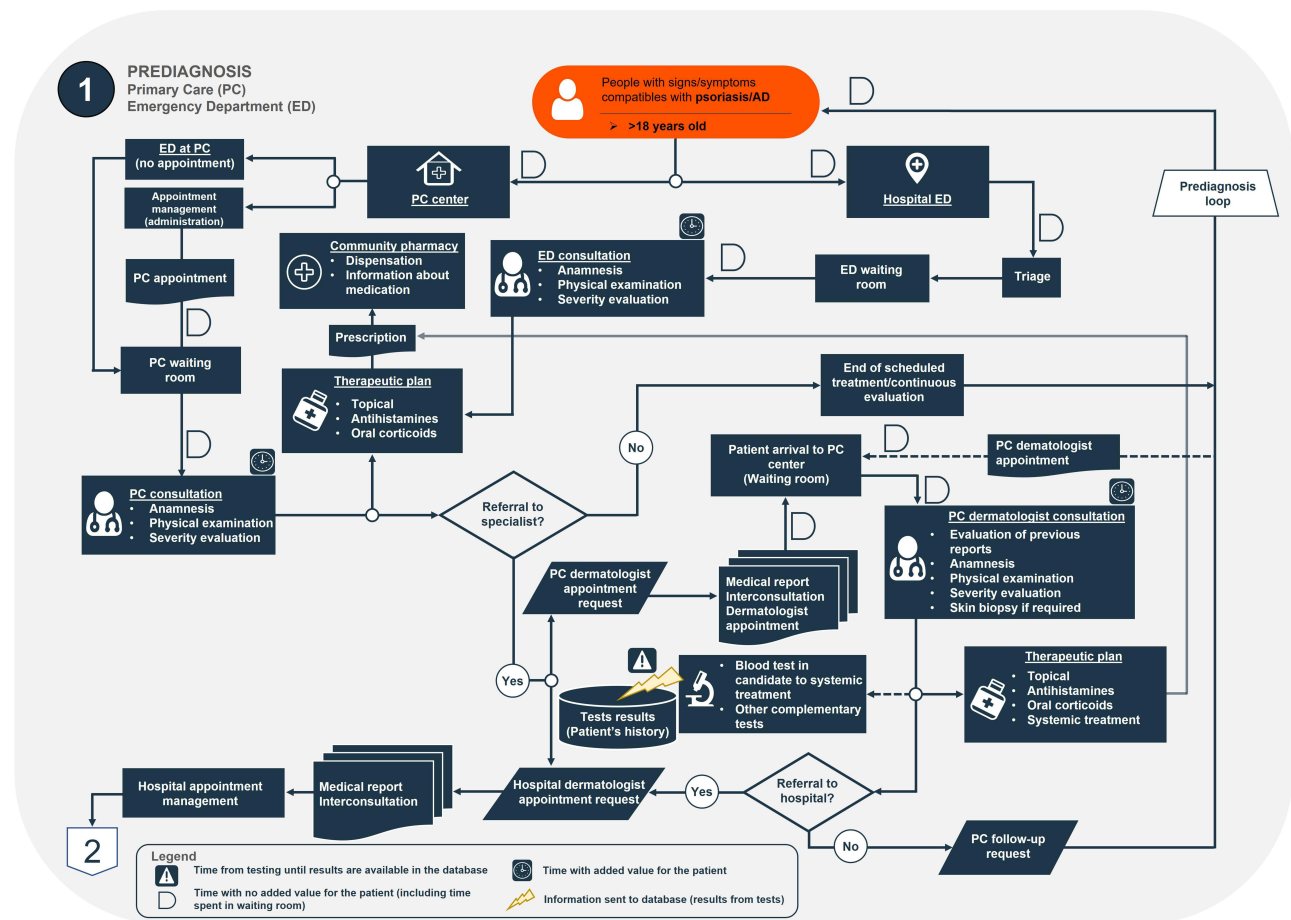 1
PREDIAGNOSIS
Primary Care (PC)
Emergency Department (ED)
People with signs/symptoms
compatibles with psoriasis/AD
➢ >18 years old
ED at PC
(no appointment)
Appointment
management
(administration)
PC center
Hospital ED
Prediagnosis
loop
PC appointment
Community pharmacy
• Dispensation
• Information about
medication
ED consultation
• Anamnesis
• Physical examination
• Severity evaluation
ED waiting
room
Triage
Prescription
PC waiting
room
Therapeutic plan
• Topical
• Antihistamines
• Oral corticoids
End of scheduled
treatment/continuous
evaluation
No
Patient arrival to PC
center
(Waiting room)
PC dematologist
appointment
PC consultation
• Anamnesis
• Physical examination
• Severity evaluation
Referral to
specialist?
PC dermatologist consultation
• Evaluation of previous
reports
• Anamnesis
• Physical examination
• Severity evaluation
• Skin biopsy if required
PC dermatologist
appointment
request
Medical report
Interconsultation
Dermatologist
appointment
Yes
Tests results
(Patient's history)
• Blood test in
candidate to systemic
treatment
• Other complementary
tests
Therapeutic plan
• Topical
• Antihistamines
• Oral corticoids
• Systemic treatment
Hospital appointment
management
Medical report
Interconsultation
Hospital dermatologist
appointment request
Yes
Referral to
hospital?
No
PC follow-up
request
2
Legend
Time from testing until results are available in the database
Time with added value for the patient
Time with no added value for the patient (including time
spent in waiting room)
Information sent to database (results from tests)